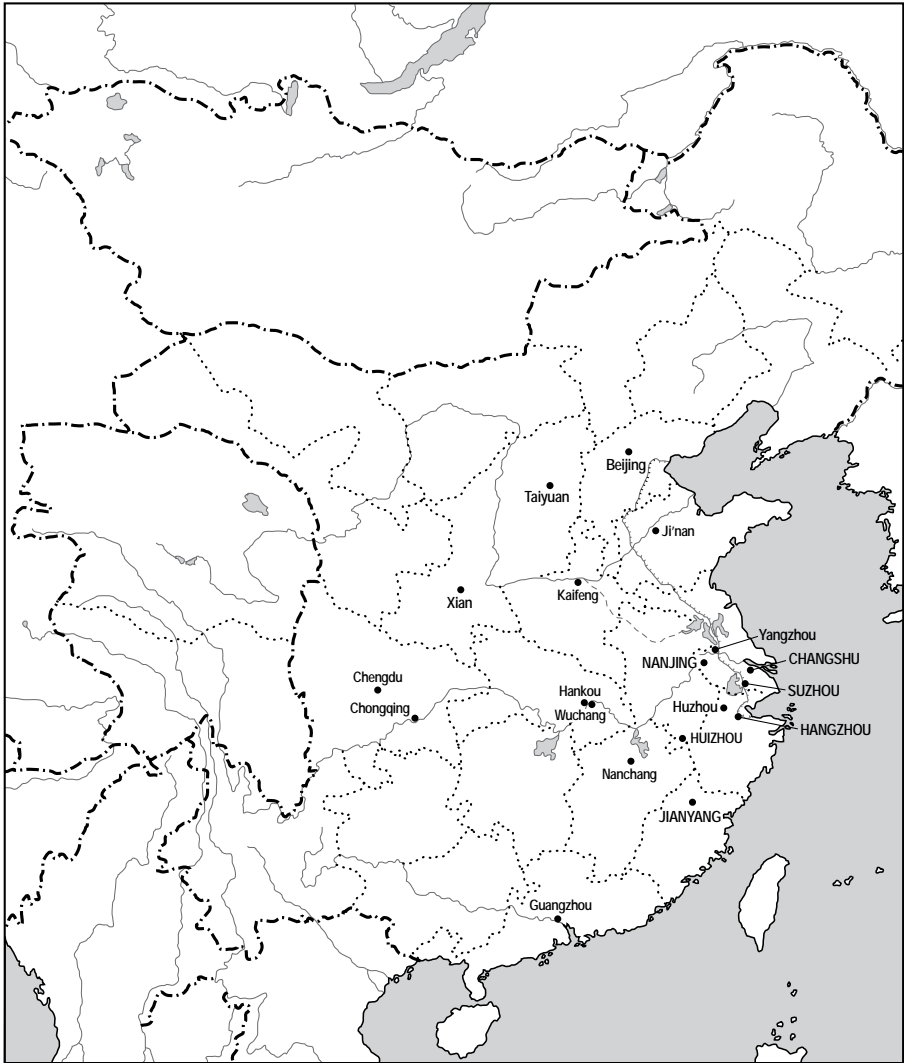 Beijing
Taiyuan
Ji'nan
Kaifeng
Xian
Yangzhou
NANJING
CHANGSHU
Chengdu
SUZHOU
Hankou
Chongqing
Huzhou
Wuchang
HANGZHOU
HUIZHOU
Nanchang
JIANYANG
Guangzhou